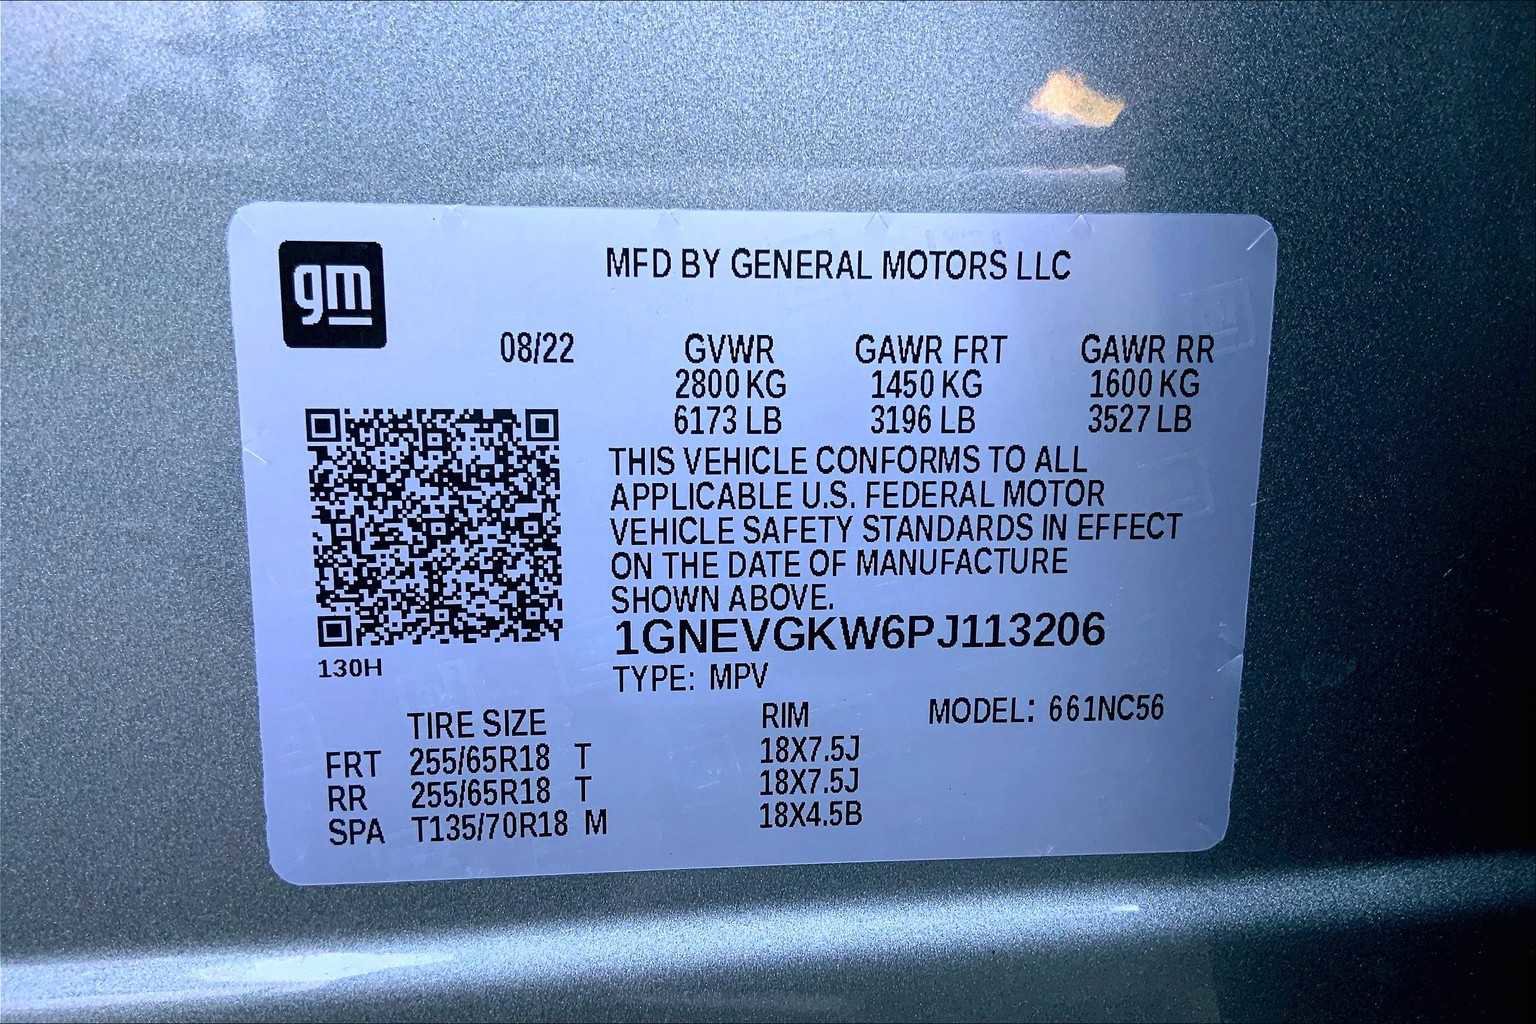 gm
MFD BY GENERAL MOTORS LLC
08/22 GVWR GAWR FRT GAWR RR
2800 KG 1450 KG 1600 KG
6173 LB 3196 LB 3527 LB
THIS VEHICLE CONFORMS TO ALL
APPLICABLE U.S. FEDERAL MOTOR
VEHICLE SAFETY STANDARDS IN EFFECT
ON THE DATE OF MANUFACTURE
SHOWN ABOVE.
1GNEVGKW6PJ113206
130H
TYPE: MPV
TIRE SIZE RIM MODEL: 661NC56
FRT 255/65R18 T 18X7.5J
RR 255/65R18 T 18X7.5J
SPA T135/70R18 M 18X4.5B